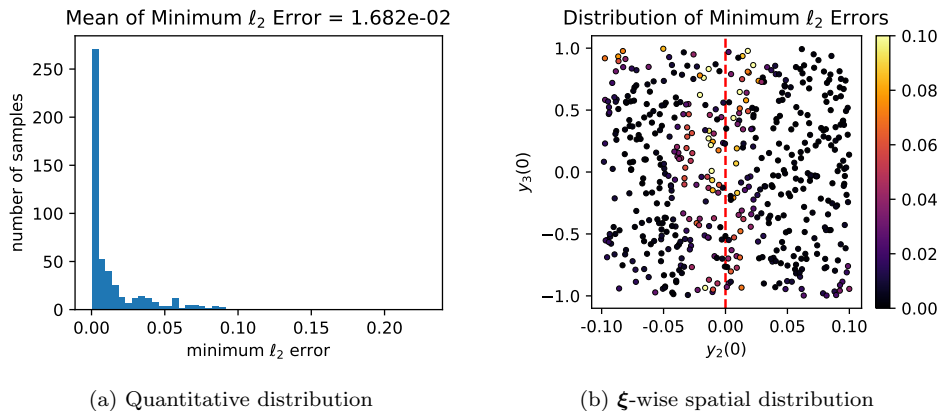 Mean of Minimum ℓ₂ Error = 1.682e-02
number of samples
250
200
150
100
50
0
0.00 0.05 0.10 0.15 0.20
minimum ℓ₂ error
(a) Quantitative distribution
Distribution of Minimum ℓ₂ Errors
y₃(0)
1.0
0.5
0.0
−0.5
−1.0
-0.10 -0.05 0.00 0.05 0.10
y₂(0)
0.10
0.08
0.06
0.04
0.02
0.00
(b) ξ-wise spatial distribution